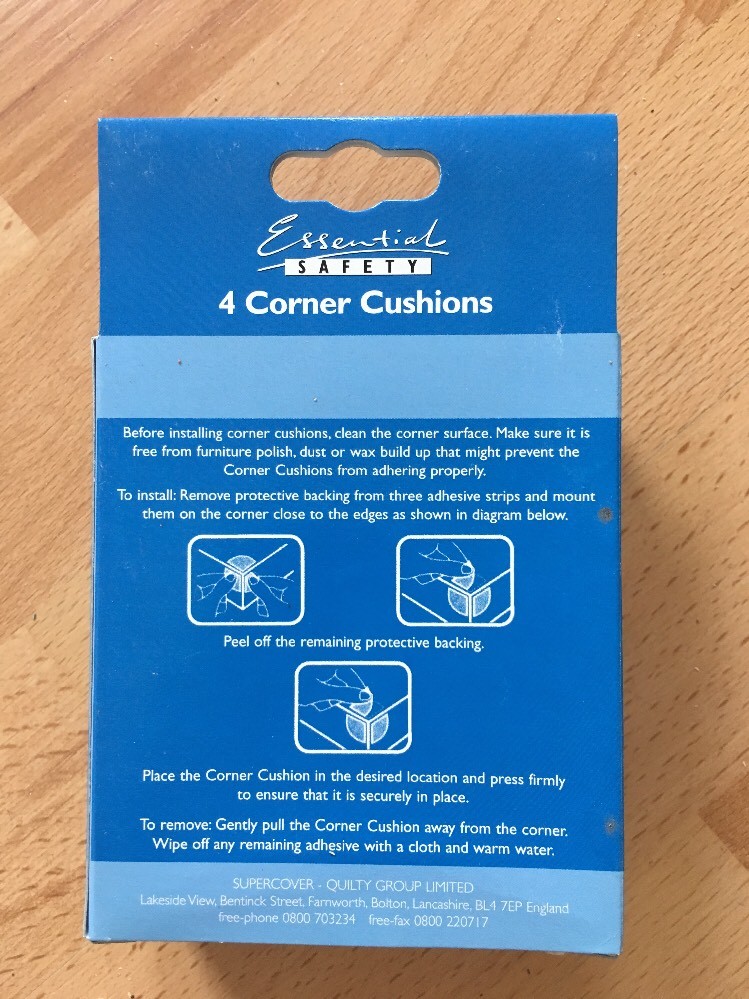 Essential
SAFETY
4 Corner Cushions
Before installing corner cushions, clean the corner surface. Make sure it is
free from furniture polish, dust or wax build up that might prevent the
Corner Cushions from adhering properly.
To install: Remove protective backing from three adhesive strips and mount
them on the corner close to the edges as shown in diagram below.
Peel off the remaining protective backing.
Place the Corner Cushion in the desired location and press firmly
to ensure that it is securely in place.
To remove: Gently pull the Corner Cushion away from the corner.
Wipe off any remaining adhesive with a cloth and warm water.
SUPERCOVER - QUILTY GROUP LIMITED
Lakeside View, Bentinck Street, Farnworth, Bolton, Lancashire, BL4 7EP England
free-phone 0800 703234 free-fax 0800 220717